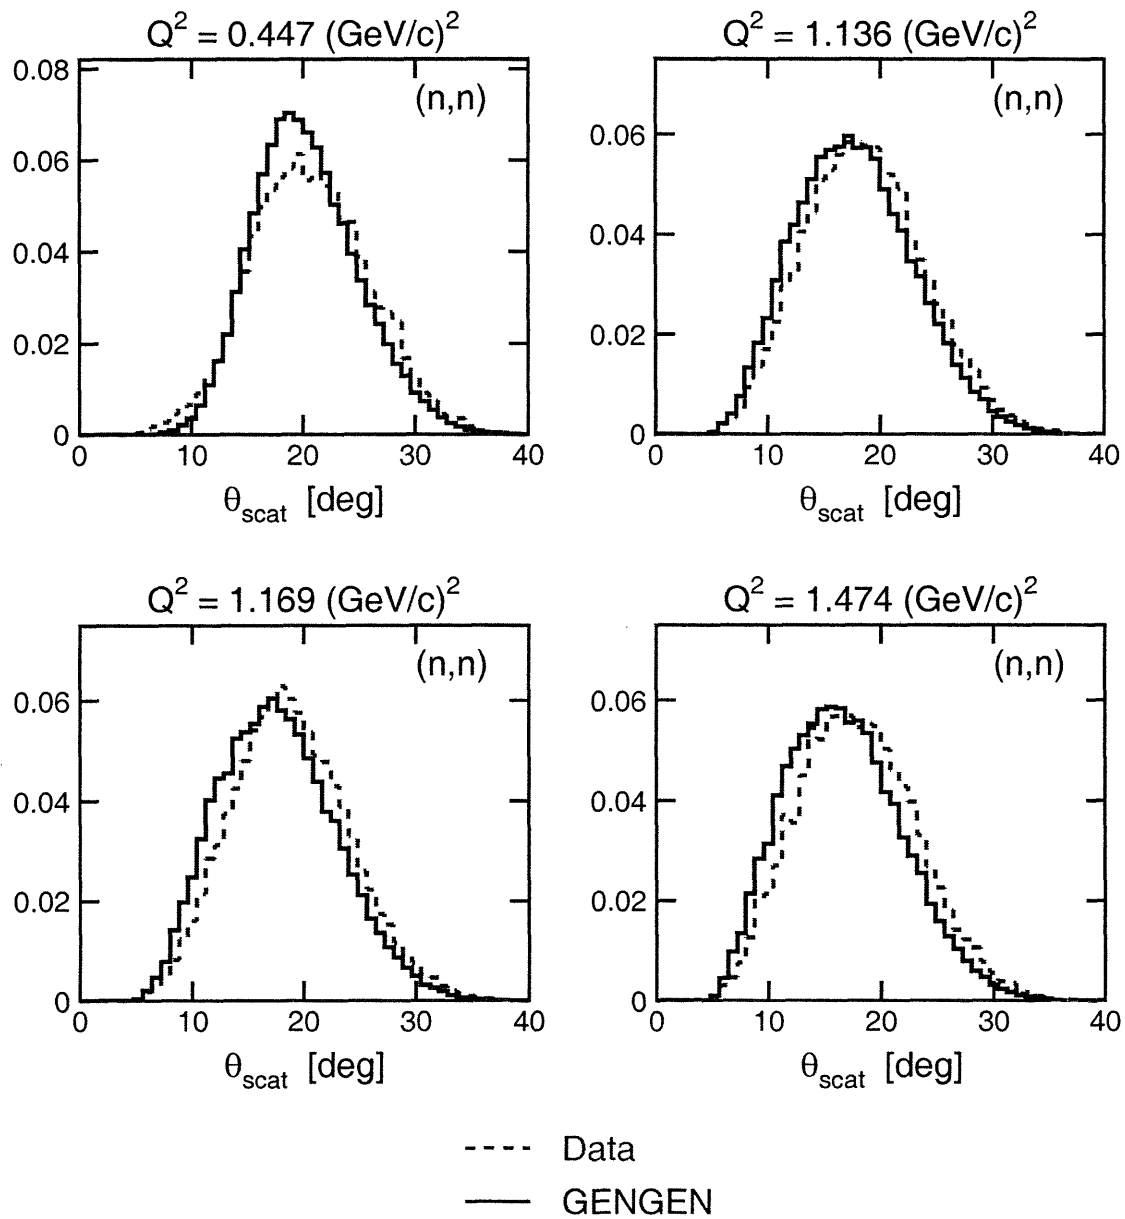 Q² = 0.447 (GeV/c)²
(n,n)
0.08
0.06
0.04
0.02
0
0 10 20 30 40
θscat [deg]
Q² = 1.136 (GeV/c)²
(n,n)
0.06
0.04
0.02
0
0 10 20 30 40
θscat [deg]
Q² = 1.169 (GeV/c)²
(n,n)
0.06
0.04
0.02
0
0 10 20 30 40
θscat [deg]
Q² = 1.474 (GeV/c)²
(n,n)
0.06
0.04
0.02
0
0 10 20 30 40
θscat [deg]
Data
GENGEN